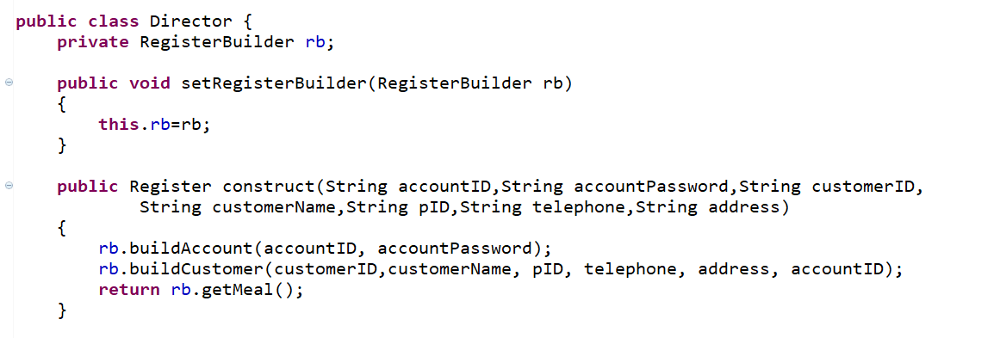 public class Director {
    private RegisterBuilder rb;

    public void setRegisterBuilder(RegisterBuilder rb)
    {
        this.rb=rb;
    }

    public Register construct(String accountID,String accountPassword,String customerID,
            String customerName,String pID,String telephone,String address)
    {
        rb.buildAccount(accountID, accountPassword);
        rb.buildCustomer(customerID,customerName, pID, telephone, address, accountID);
        return rb.getMeal();
    }